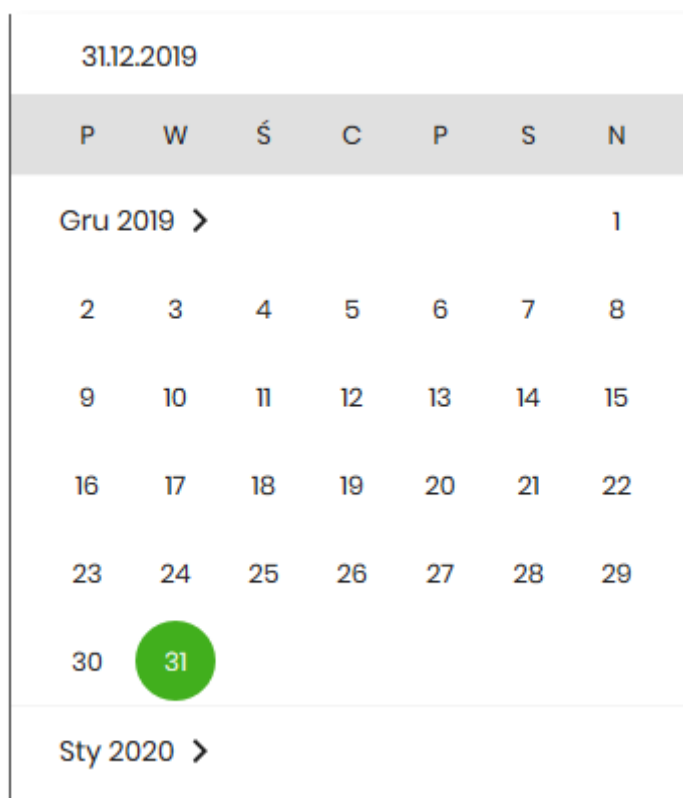 31.12.2019
P W Ś C P S N
Gru 2019 1
2 3 4 5 6 7 8
9 10 11 12 13 14 15
16 17 18 19 20 21 22
23 24 25 26 27 28 29
30 31
Sty 2020